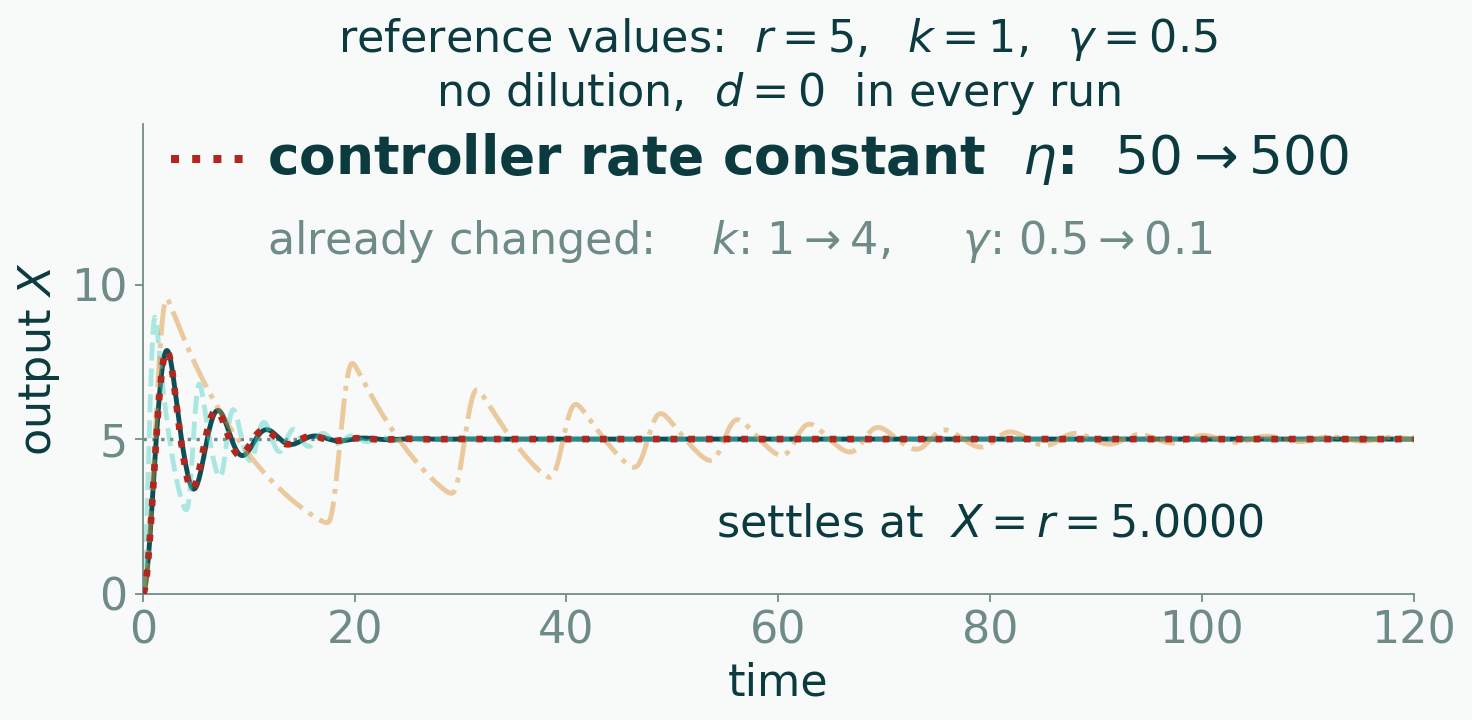 reference values:  r = 5,   k = 1,   γ = 0.5
no dilution,  d = 0  in every run
controller rate constant  η:  50 → 500
already changed:    k: 1 → 4,     γ: 0.5 → 0.1
output X
10
5
0
settles at  X = r = 5.0000
0 20 40 60 80 100 120
time